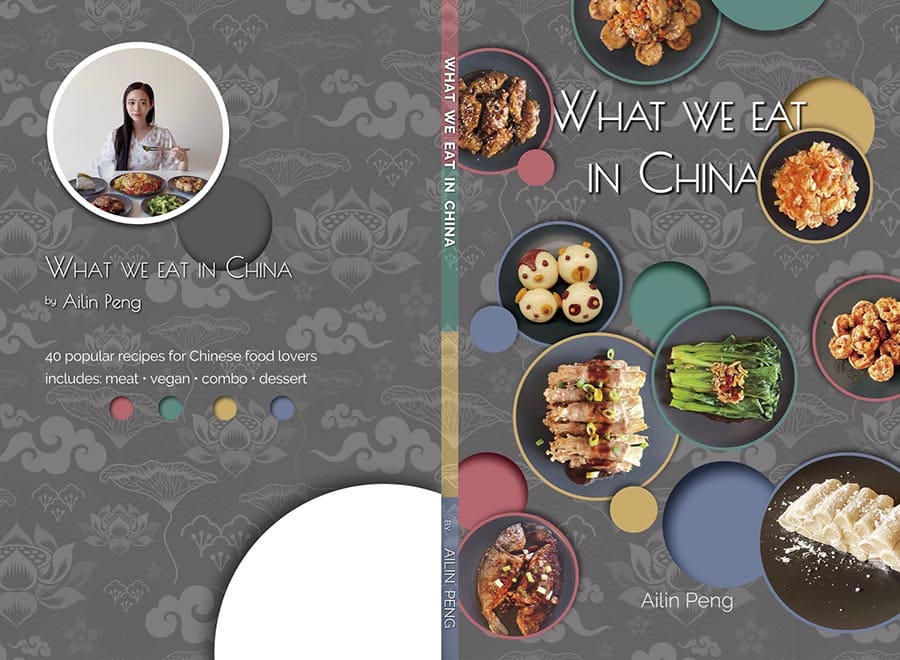 What we eat in China
by Ailin Peng
40 popular recipes for Chinese food lovers
includes: meat • vegan • combo • dessert
WHAT WE EAT IN CHINA
BY AILIN PENG
What we eat
in China
Ailin Peng